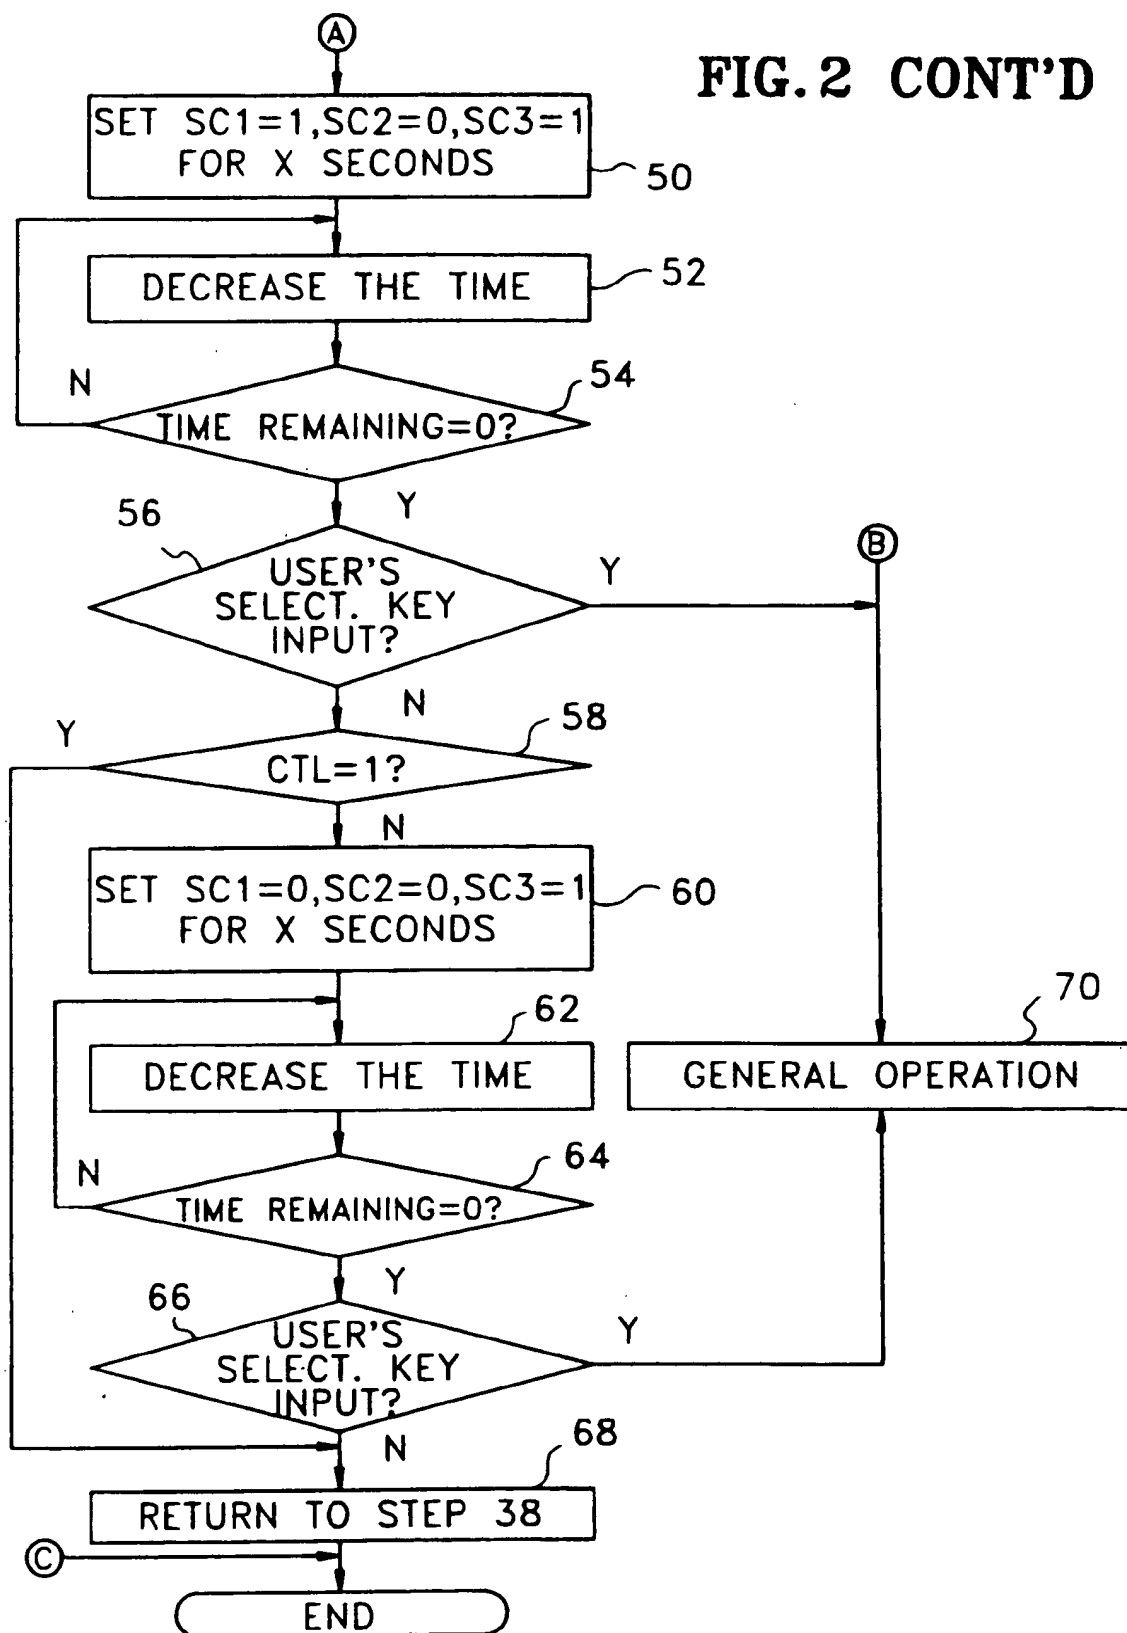 A
FIG. 2 CONT'D
SET SC1=1,SC2=0,SC3=1
FOR X SECONDS
50
DECREASE THE TIME
52
N
54
TIME REMAINING=0?
Y
56
B
USER'S
SELECT. KEY
INPUT?
Y
N
58
Y
CTL=1?
N
SET SC1=0,SC2=0,SC3=1
FOR X SECONDS
60
62
70
DECREASE THE TIME
GENERAL OPERATION
N
64
TIME REMAINING=0?
Y
66
USER'S
SELECT. KEY
INPUT?
Y
N
68
RETURN TO STEP 38
C
END